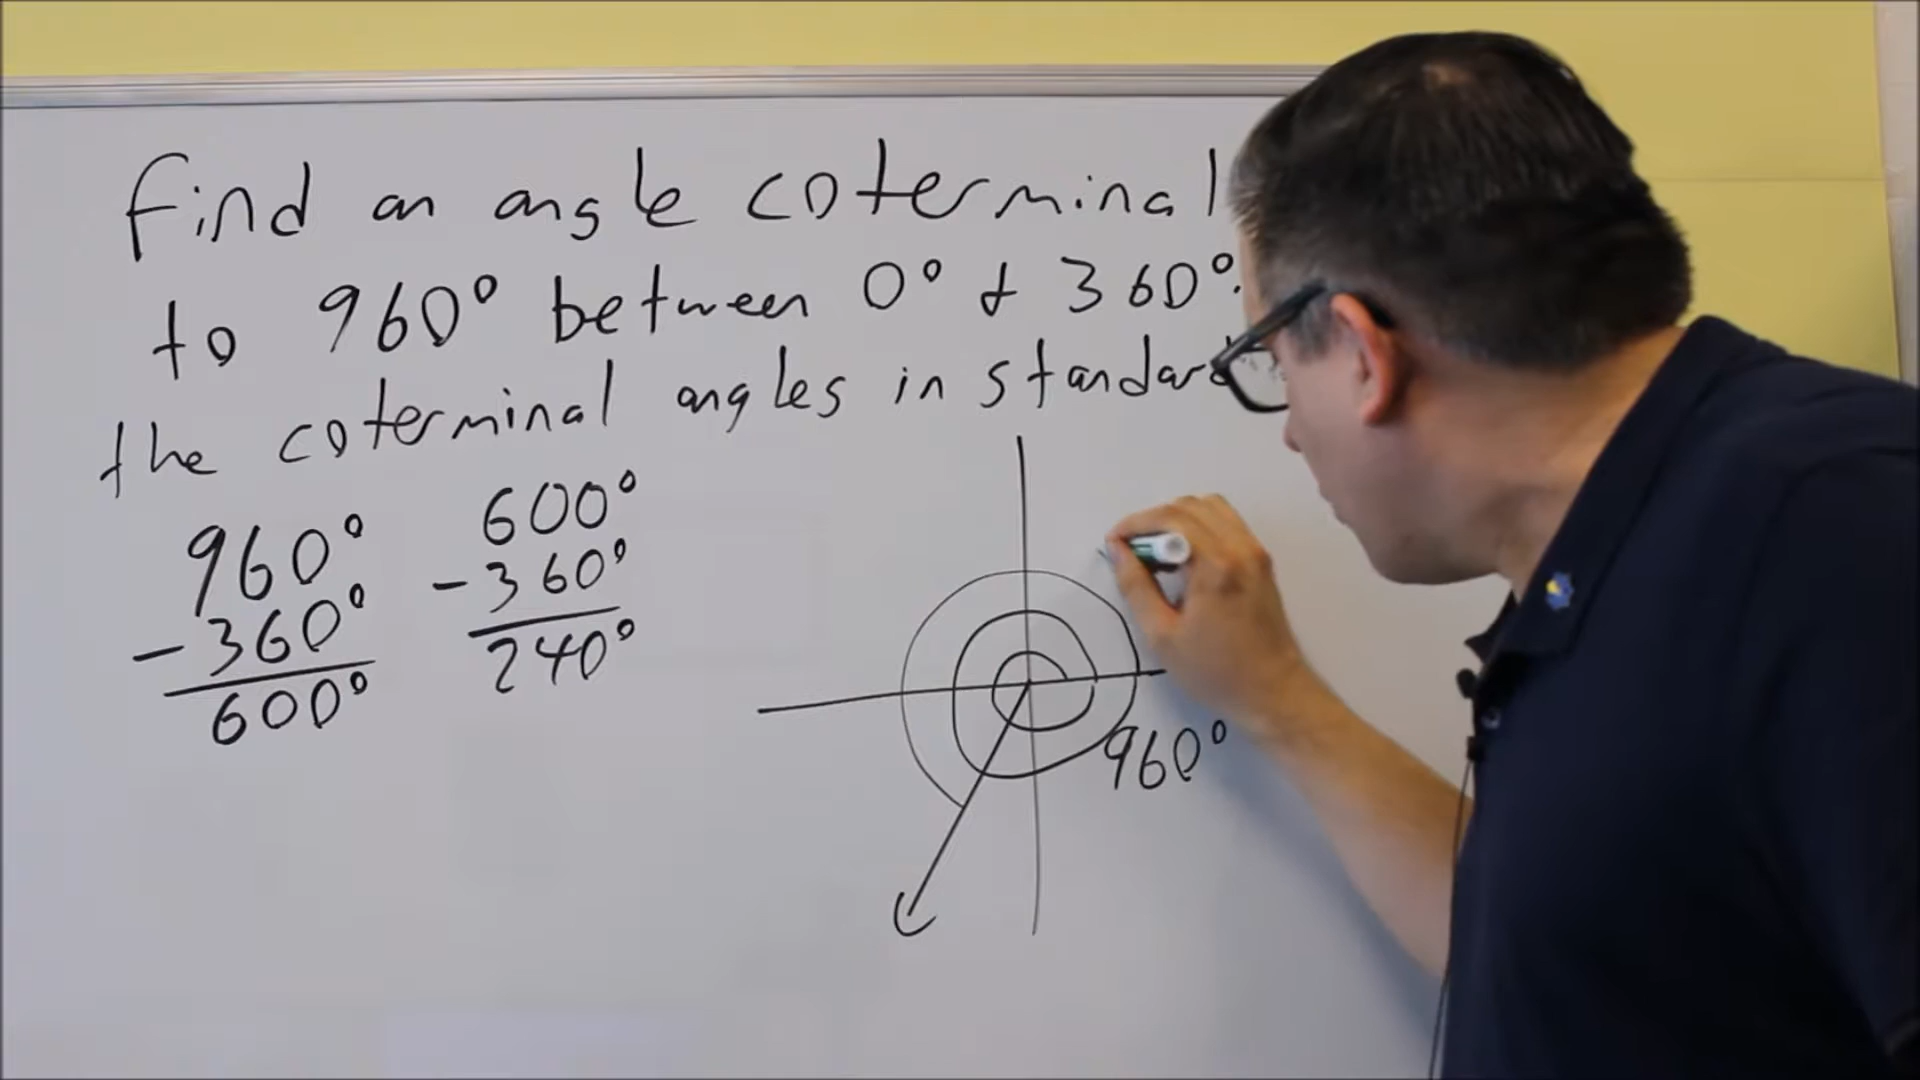 Find an angle coterminal
to 960° between 0° & 360°.
the coterminal angles in standard
960°
-360°
600°
600°
-360°
240°
960°